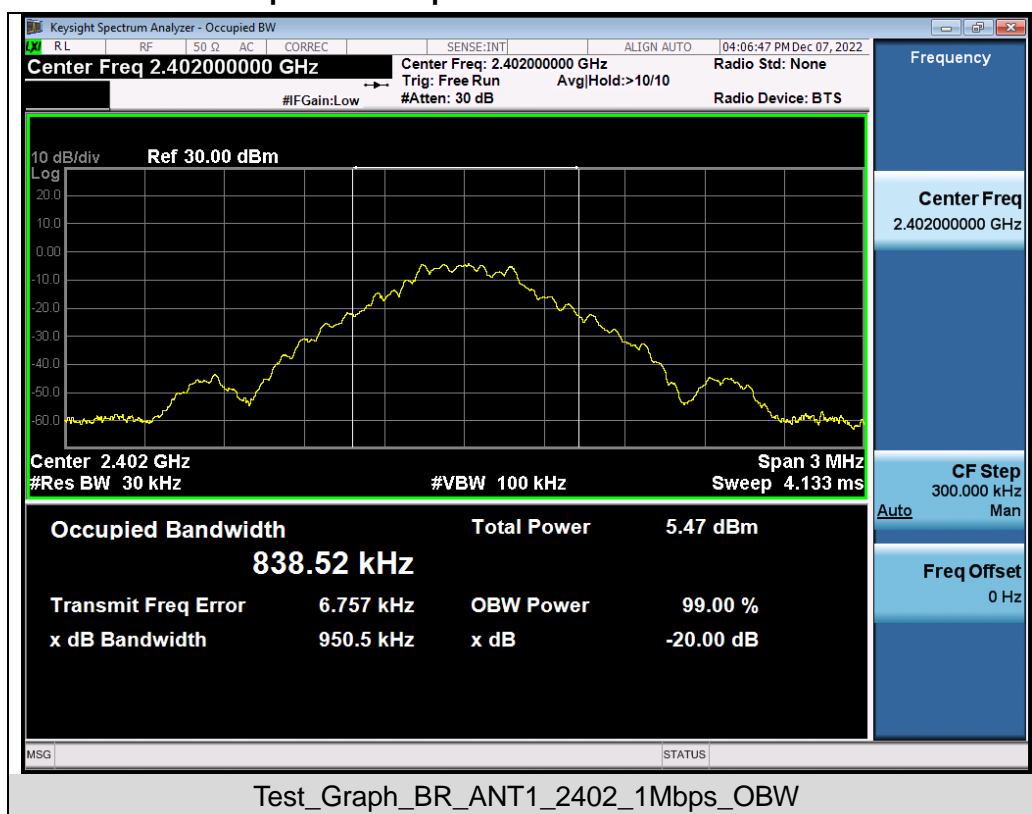 Keysight Spectrum Analyzer - Occupied BW
LXI RL RF 50 Ω AC CORREC SENSE:INT ALIGN AUTO 04:06:47 PM Dec 07, 2022
Center Freq 2.402000000 GHz
Center Freq: 2.402000000 GHz
Radio Std: None
Trig: Free Run Avg|Hold:>10/10
#IFGain:Low
#Atten: 30 dB
Radio Device: BTS
10 dB/div Ref 30.00 dBm
Log
20.0
10.0
0.00
-10.0
-20.0
-30.0
-40.0
-50.0
-60.0
Center 2.402 GHz Span 3 MHz
#Res BW 30 kHz #VBW 100 kHz Sweep 4.133 ms
Occupied Bandwidth Total Power 5.47 dBm
838.52 kHz
Transmit Freq Error 6.757 kHz OBW Power 99.00 %
x dB Bandwidth 950.5 kHz x dB -20.00 dB
MSG STATUS
Frequency
Center Freq
2.402000000 GHz
CF Step
300.000 kHz
Auto Man
Freq Offset
0 Hz
Test_Graph_BR_ANT1_2402_1Mbps_OBW